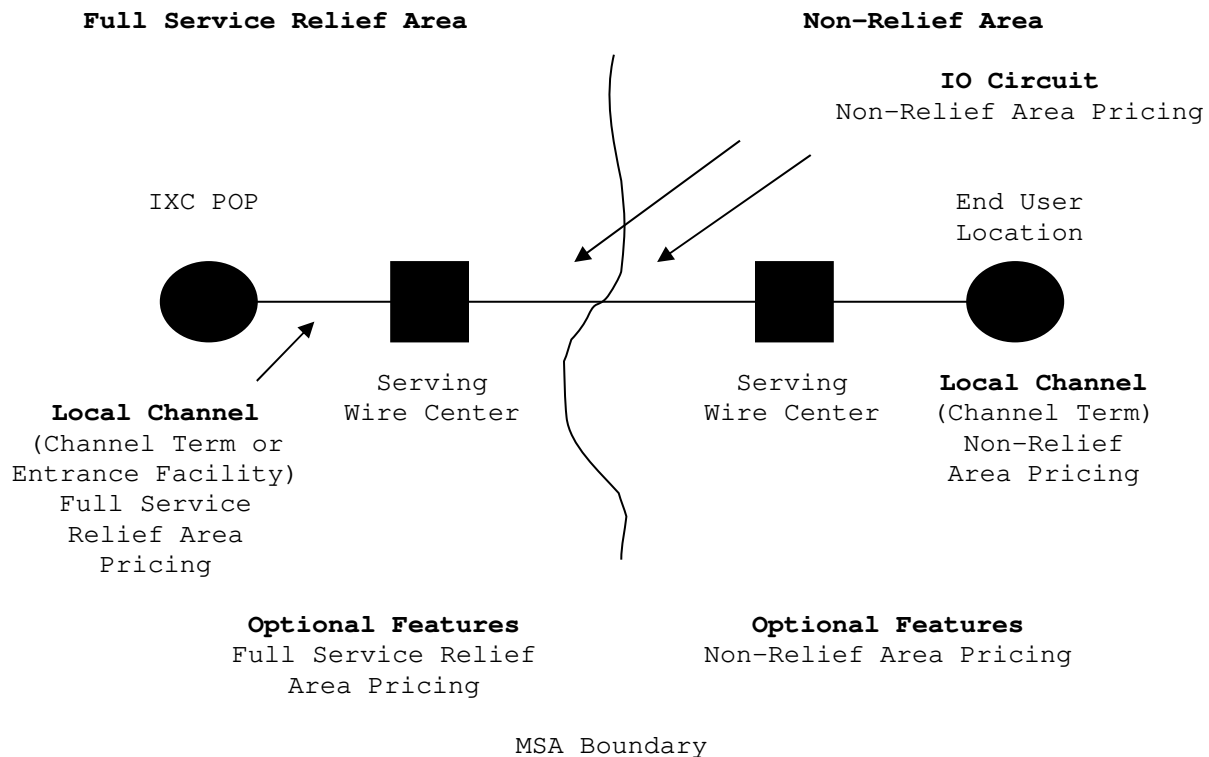 Full Service Relief Area
Non-Relief Area
IO Circuit
Non-Relief Area Pricing
IXC POP
End User
Location
Serving
Wire Center
Serving
Wire Center
Local Channel
(Channel Term or
Entrance Facility)
Full Service
Relief Area
Pricing
Local Channel
(Channel Term)
Non-Relief
Area Pricing
Optional Features
Full Service Relief
Area Pricing
Optional Features
Non-Relief Area Pricing
MSA Boundary